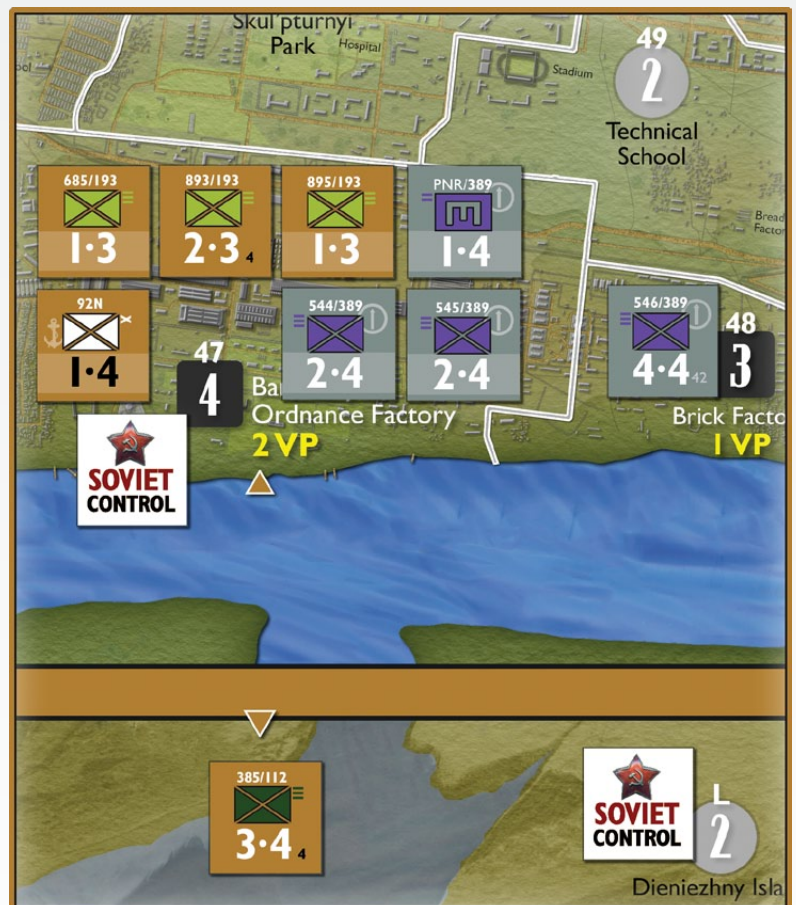 Skul'pturnyi
Park
Hospital
Stadium
49
2
Technical
School
685/193
1·3
893/193
2·3 4
895/193
1·3
PNR/389
1·4
92N
1·4
47
4
544/389
2·4
545/389
2·4
546/389
4·4 42
48
3
Ordnance Factory
2 VP
1 VP
SOVIET
CONTROL
385/112
3·4 4
SOVIET
CONTROL
L
2
Dieniezhny